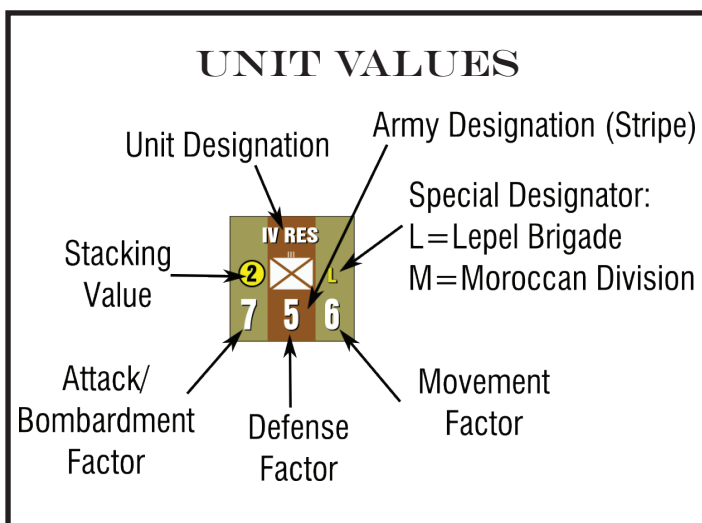 UNIT VALUES
Army Designation (Stripe)
Unit Designation
Special Designator:
L=Lepel Brigade
M=Moroccan Division
Stacking
Value
IV RES
III
2
L
7 5 6
Attack/
Bombardment
Factor
Defense
Factor
Movement
Factor